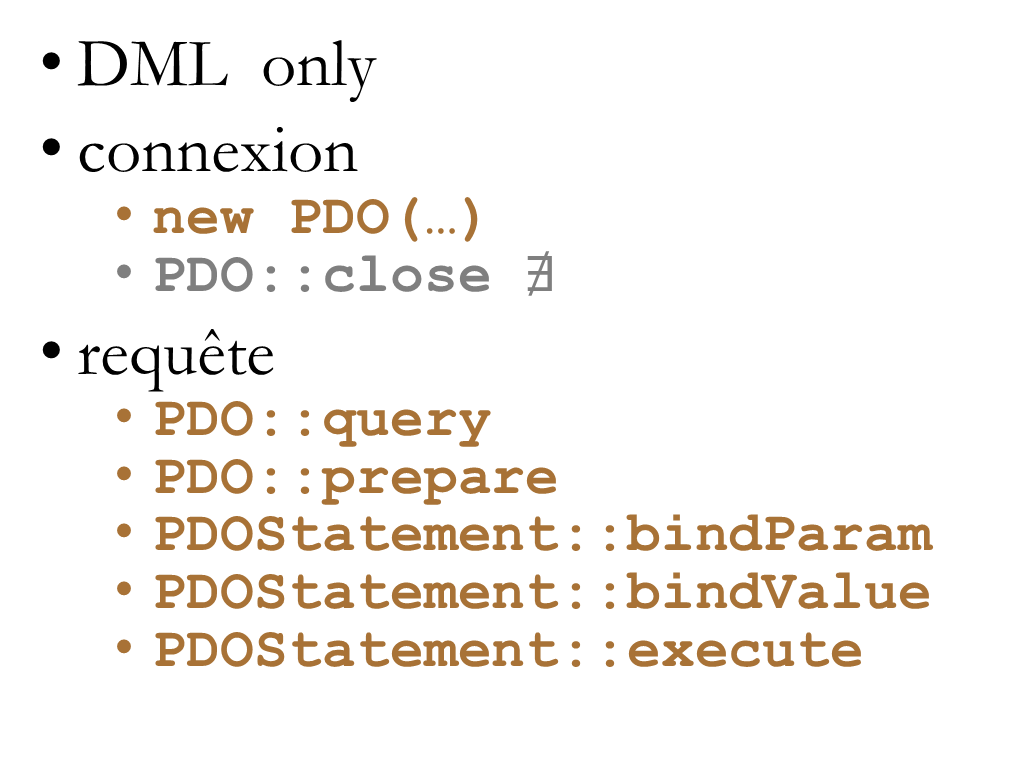 • DML only
• connexion
• new PDO(…)
• PDO::close ∄
• requête
• PDO::query
• PDO::prepare
• PDOStatement::bindParam
• PDOStatement::bindValue
• PDOStatement::execute